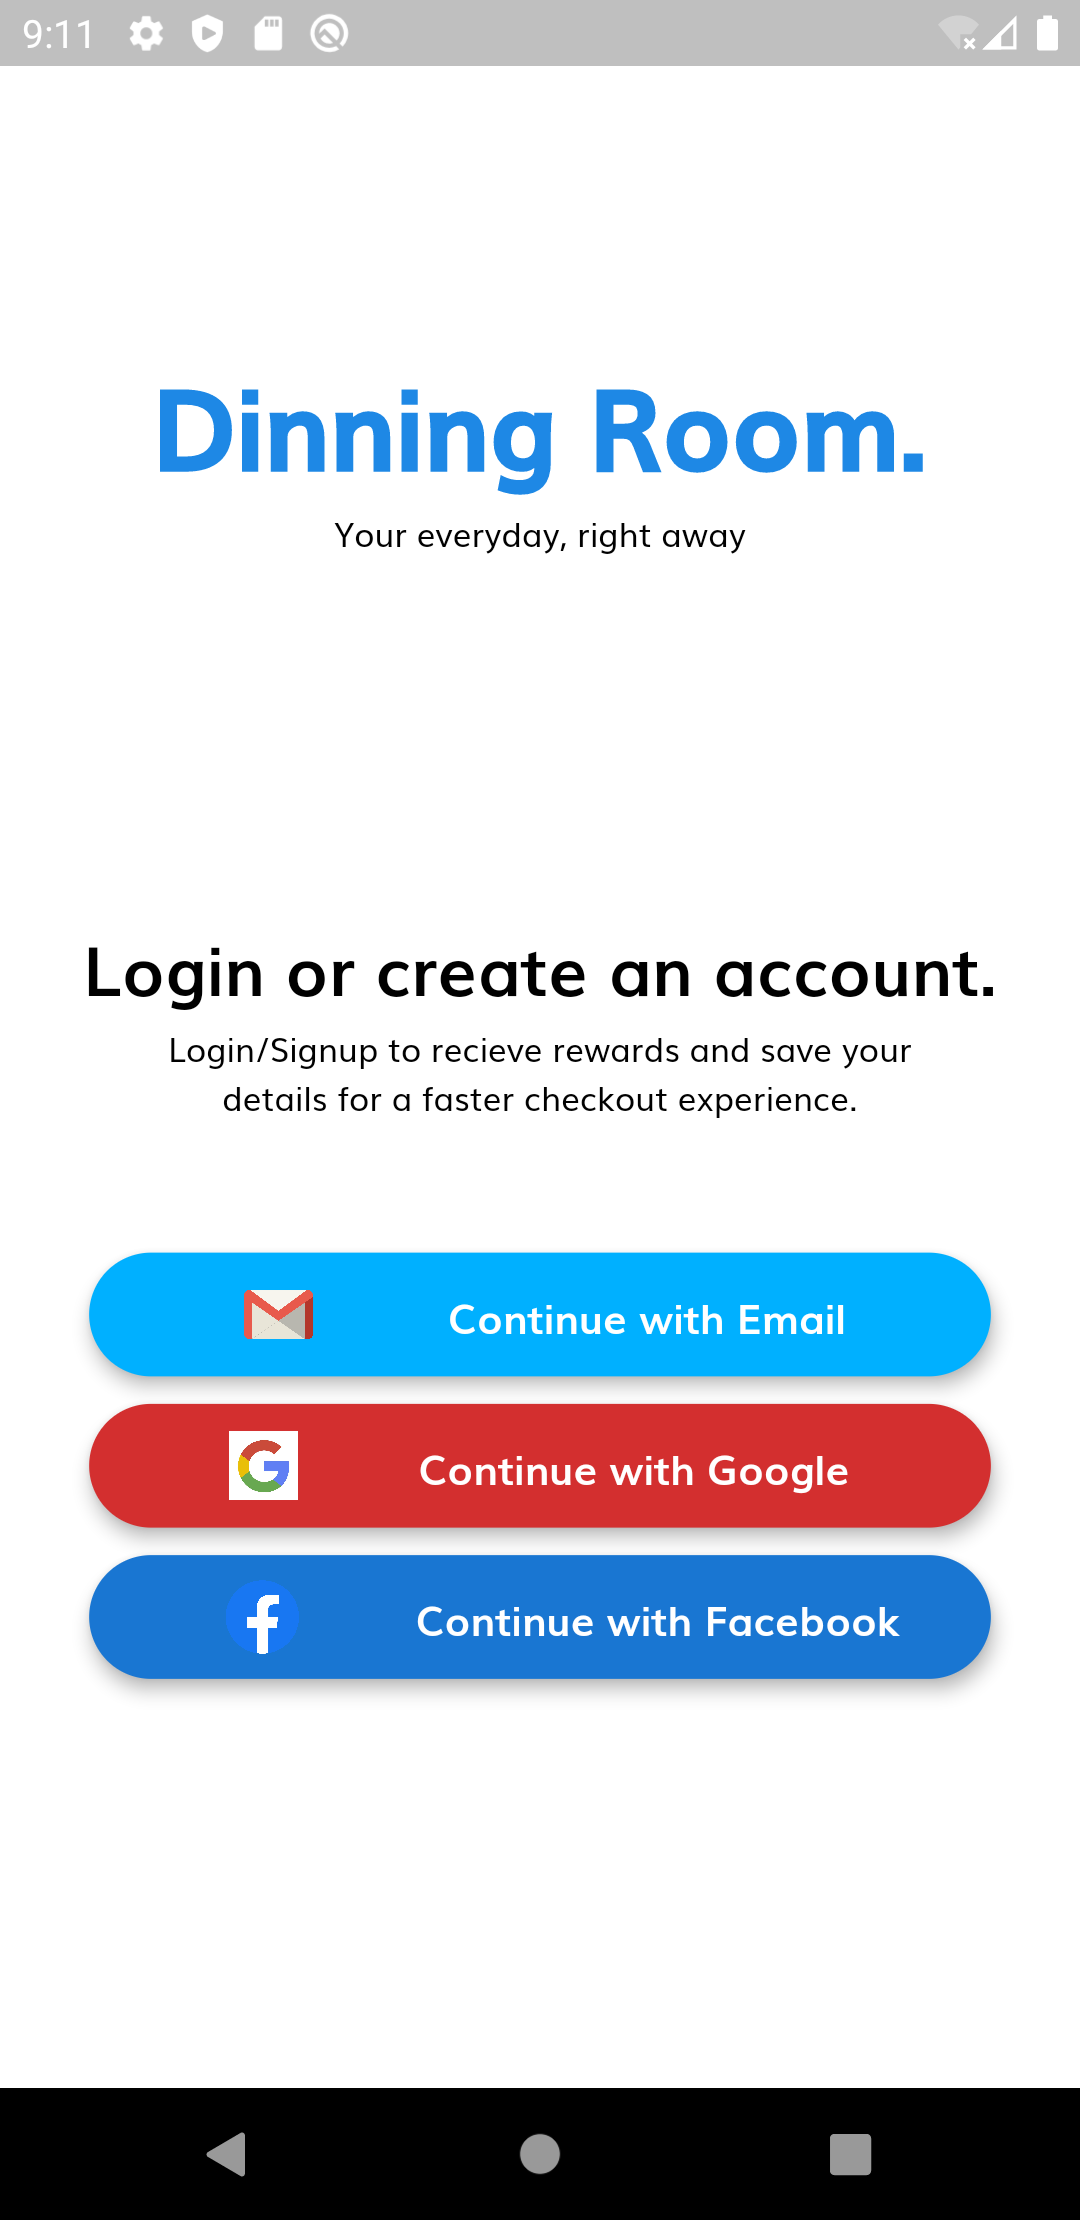 9:11
Dinning Room.
Your everyday, right away
Login or create an account.
Login/Signup to recieve rewards and save your
details for a faster checkout experience.
Continue with Email
Continue with Google
Continue with Facebook